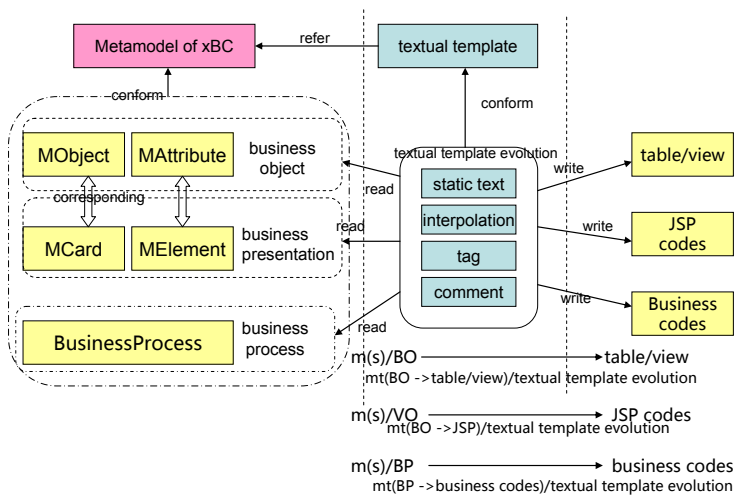 Metamodel of xBC
refer
textual template
conform
conform
MObject
MAttribute
business
object
textual template evolution
static text
interpolation
tag
comment
corresponding
MCard
MElement
business
presentation
BusinessProcess
business
process
read
read
read
write
write
write
table/view
JSP
codes
Business
codes
m(s)/BO
table/view
mt(BO ->table/view)/textual template evolution
m(s)/VO
JSP codes
mt(BO ->JSP)/textual template evolution
m(s)/BP
business codes
mt(BP ->business codes)/textual template evolution